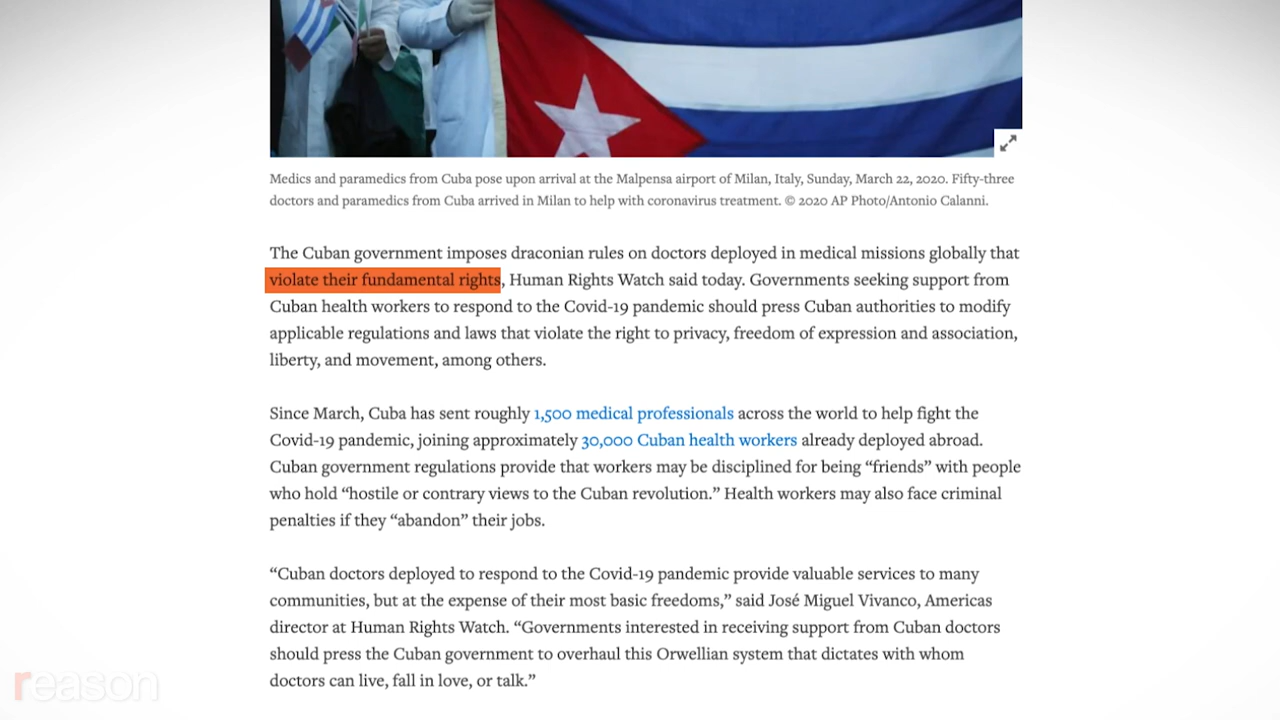 Medics and paramedics from Cuba pose upon arrival at the Malpensa airport of Milan, Italy, Sunday, March 22, 2020. Fifty-three
doctors and paramedics from Cuba arrived in Milan to help with coronavirus treatment. © 2020 AP Photo/Antonio Calanni.
The Cuban government imposes draconian rules on doctors deployed in medical missions globally that
violate their fundamental rights, Human Rights Watch said today. Governments seeking support from
Cuban health workers to respond to the Covid-19 pandemic should press Cuban authorities to modify
applicable regulations and laws that violate the right to privacy, freedom of expression and association,
liberty, and movement, among others.
Since March, Cuba has sent roughly 1,500 medical professionals across the world to help fight the
Covid-19 pandemic, joining approximately 30,000 Cuban health workers already deployed abroad.
Cuban government regulations provide that workers may be disciplined for being “friends” with people
who hold “hostile or contrary views to the Cuban revolution.” Health workers may also face criminal
penalties if they “abandon” their jobs.
“Cuban doctors deployed to respond to the Covid-19 pandemic provide valuable services to many
communities, but at the expense of their most basic freedoms,” said José Miguel Vivanco, Americas
director at Human Rights Watch. “Governments interested in receiving support from Cuban doctors
should press the Cuban government to overhaul this Orwellian system that dictates with whom
doctors can live, fall in love, or talk.”
reason